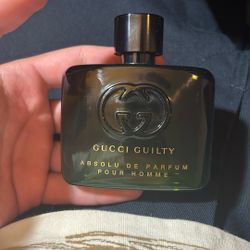 GUCCI GUILTY
ABSOLU DE PARFUM
POUR HOMME